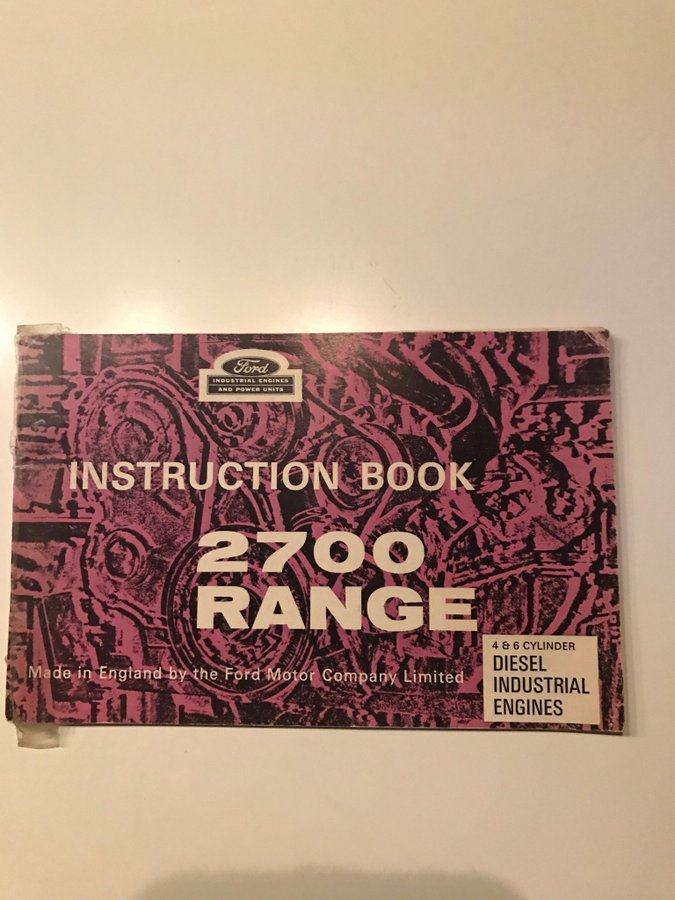 Ford
INDUSTRIAL ENGINES
AND POWER UNITS
INSTRUCTION BOOK
2700
RANGE
Made in England by the Ford Motor Company Limited
4 & 6 CYLINDER
DIESEL
INDUSTRIAL
ENGINES